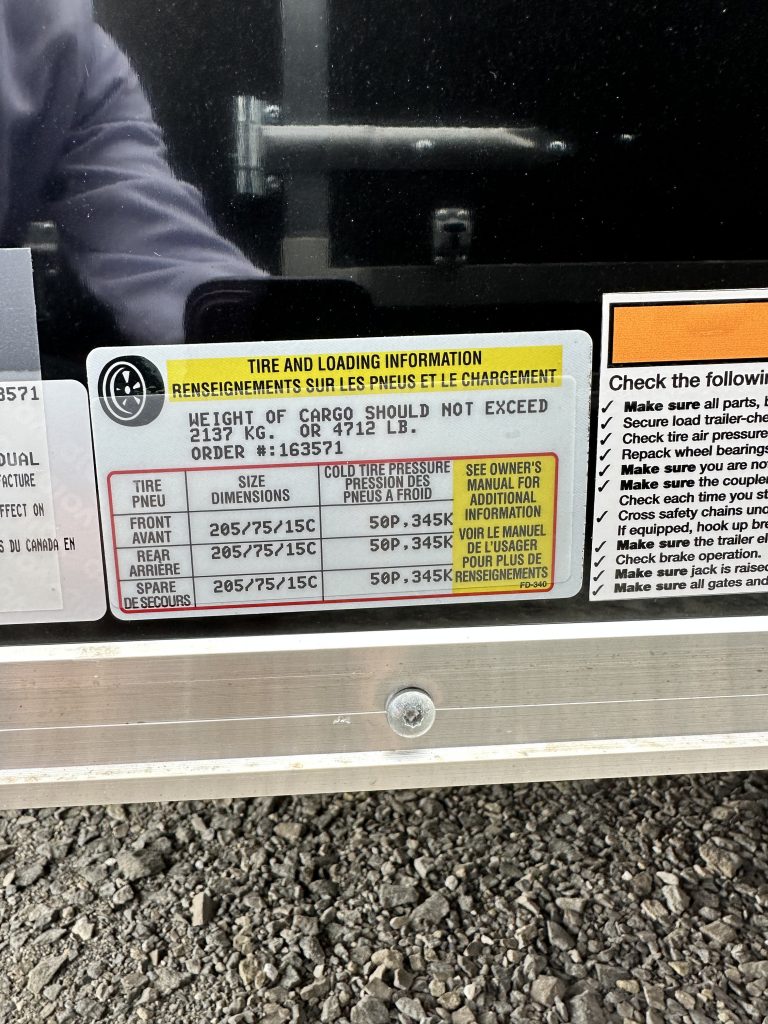 3571
DUAL
FACTURE
EFFECT ON
S DU CANADA EN
TIRE AND LOADING INFORMATION
RENSEIGNEMENTS SUR LES PNEUS ET LE CHARGEMENT
WEIGHT OF CARGO SHOULD NOT EXCEED
2137 KG. OR 4712 LB.
ORDER #:163571
TIRE
PNEU
SIZE
DIMENSIONS
COLD TIRE PRESSURE
PRESSION DES
PNEUS A FROID
FRONT
AVANT
205/75/15C
50P,345K
REAR
ARRIÈRE
205/75/15C
50P,345K
SPARE
DE SECOURS
205/75/15C
50P,345K
SEE OWNER'S
MANUAL FOR
ADDITIONAL
INFORMATION
VOIR LE MANUEL
DE L'USAGER
POUR PLUS DE
RENSEIGNEMENTS
FD-340
Check the followin
✓ Make sure all parts, b
✓ Secure load trailer-che
✓ Check tire air pressure
✓ Repack wheel bearings
✓ Make sure you are no
✓ Make sure the couple
Check each time you st
✓ Cross safety chains und
If equipped, hook up bre
✓ Make sure the trailer el
✓ Check brake operation.
✓ Make sure jack is raised
✓ Make sure all gates and